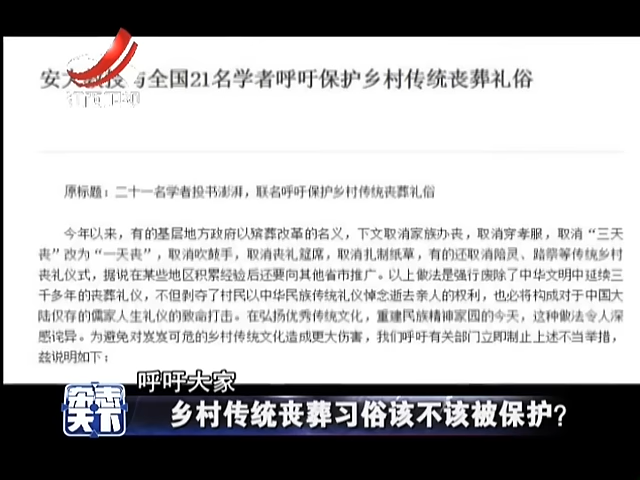 安大教授与全国21名学者呼吁保护乡村传统丧葬礼俗
原标题：二十一名学者投书澎湃，联名呼吁保护乡村传统丧葬礼俗
今年以来，有的基层地方政府以殡葬改革的名义，下文取消家族办丧，取消穿孝服，取消“三天
丧”改为“一天丧”，取消吹鼓手，取消丧礼筵席，取消扎制纸草，有的还取消陪灵、路祭等传统乡村
丧礼仪式，据说在某些地区积累经验后还要向其他省市推广。以上做法是强行废除了中华文明中延续三
千多年的丧葬礼仪，不但剥夺了村民以中华民族传统礼仪悼念逝去亲人的权利，也必将构成对于中国大
陆仅存的儒家人生礼仪的致命打击。在弘扬优秀传统文化，重建民族精神家园的今天，这种做法令人深
感诧异。为避免对岌岌可危的乡村传统文化造成更大伤害，我们呼吁有关部门立即制止上述不当举措，
兹说明如下：
杂志
天下
呼吁大家
乡村传统丧葬习俗该不该被保护？